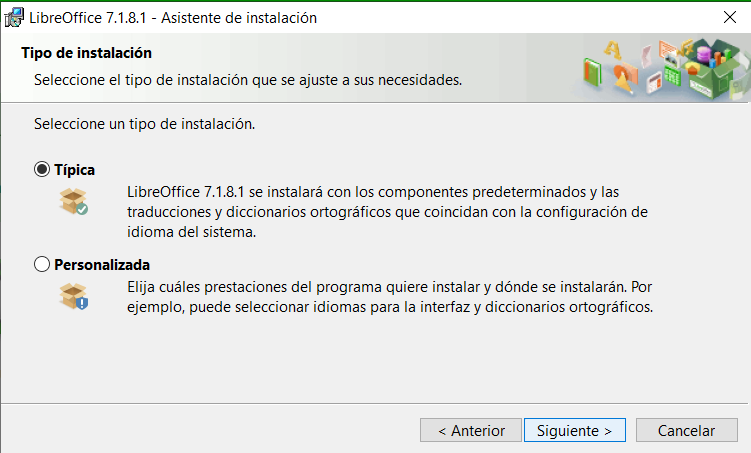 LibreOffice 7.1.8.1 - Asistente de instalación
Tipo de instalación
Seleccione el tipo de instalación que se ajuste a sus necesidades.
Seleccione un tipo de instalación.
Típica
LibreOffice 7.1.8.1 se instalará con los componentes predeterminados y las
traducciones y diccionarios ortográficos que coincidan con la configuración de
idioma del sistema.
Personalizada
Elija cuáles prestaciones del programa quiere instalar y dónde se instalarán. Por
ejemplo, puede seleccionar idiomas para la interfaz y diccionarios ortográficos.
< Anterior Siguiente > Cancelar